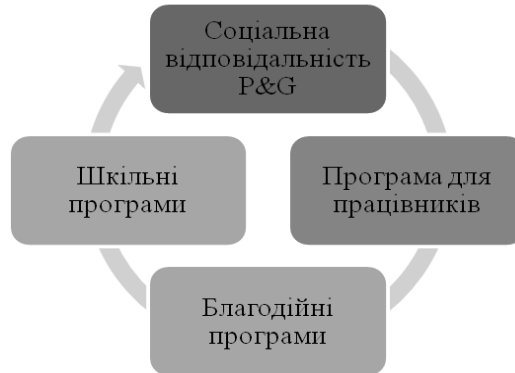 Соціальна
відповідальність
P&G
Шкільні
програми
Програма для
працівників
Благодійні
програми